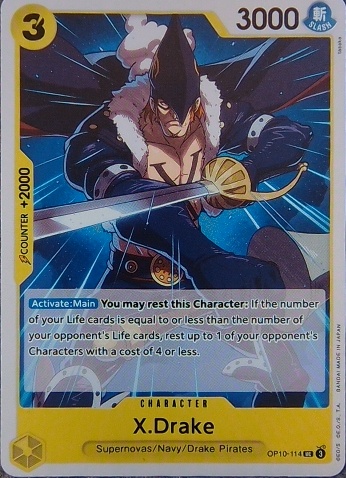 3
3000
斬
SLASH
COUNTER +2000
Activate:Main You may rest this Character: If the number
of your Life cards is equal to or less than the number of
your opponent's Life cards, rest up to 1 of your opponent's
Characters with a cost of 4 or less.
CHARACTER
X.Drake
Supernovas/Navy/Drake Pirates
OP10-114 UC 3
BANDAI MADE IN JAPAN